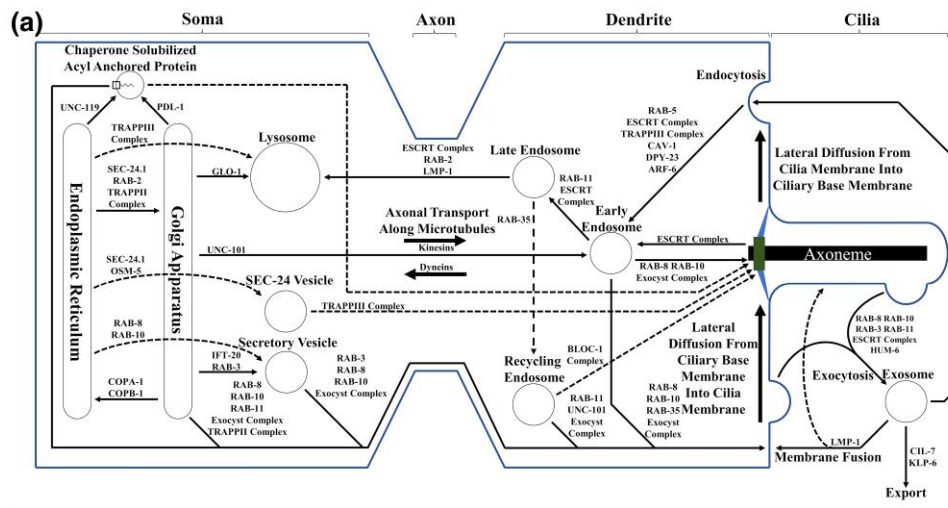 (a)
Soma
Axon
Dendrite
Cilia
Chaperone Solubilized
Acyl Anchored Protein
UNC-119
PDL-1
TRAPPIII
Complex
Lysosome
SEC-24.1
RAB-2
TRAPPII
Complex
GLO-1
Endoplasmic Reticulum
Golgi Apiparatus
UNC-101
SEC-24.1
OSM-5
SEC-24 Vesicle
TRAPPIII Complex
RAB-8
RAB-10
Secretory Vesicle
IFT-20
RAB-3
COPA-1
COPB-1
RAB-8
RAB-10
RAB-11
Exocyst Complex
TRAPPII Complex
RAB-3
RAB-8
RAB-10
Exocyst Complex
ESCRT Complex
RAB-2
LMP-1
Axonal Transport
Along Microtubules
Kinesins
Dyneins
Late Endosome
RAB-11
ESCRT
Complex
RAB-35
Early
Endosome
RAB-5
ESCRT Complex
TRAPPIII Complex
CAV-1
DPY-23
ARF-6
Endocytosis
ESCRT Complex
RAB-8 RAB-10
Exocyst Complex
BLOC-1
Complex
Recycling
Endosome
RAB-11
UNC-101
Exocyst
Complex
RAB-8
RAB-10
RAB-35
Exocyst
Complex
Lateral
Diffusion From
Ciliary Base
Membrane
Into Cilia
Membrane
Lateral Diffusion From
Cilia Membrane Into
Ciliary Base Membrane
Axoneme
RAB-8 RAB-10
RAB-3 RAB-11
ESCRT Complex
HUM-6
Exocytosis
Exosome
LMP-1
Membrane Fusion
CIL-7
KLP-6
Export